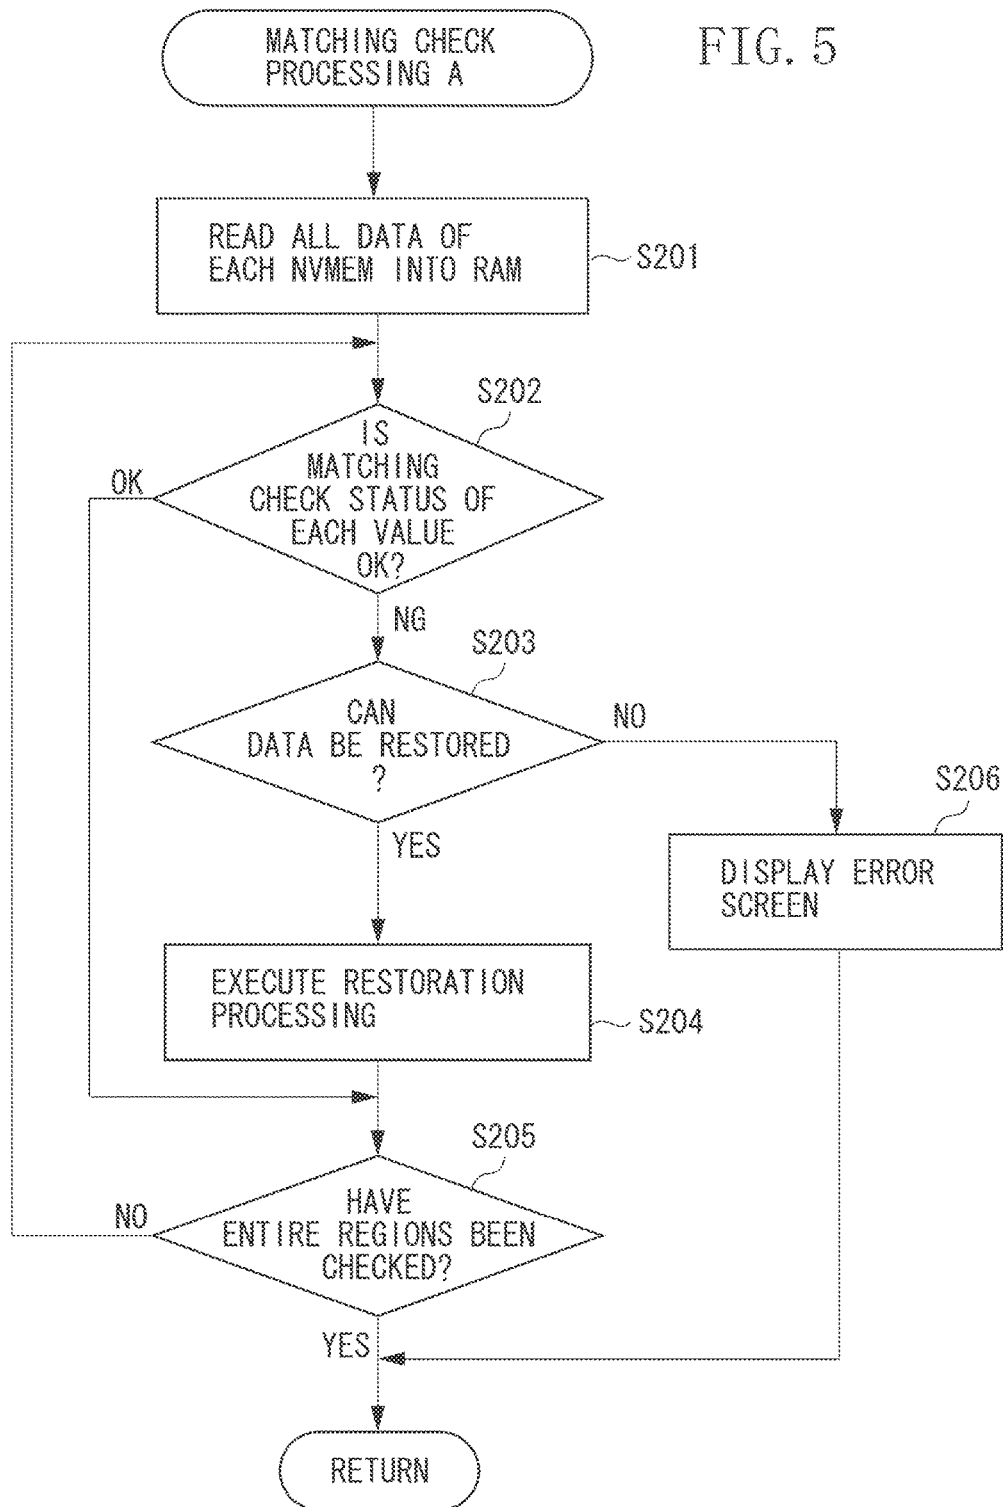 FIG. 5
MATCHING CHECK
PROCESSING A
READ ALL DATA OF
EACH NVMEM INTO RAM
S201
S202
IS
MATCHING
CHECK STATUS OF
EACH VALUE
OK?
OK
NG
S203
CAN
DATA BE RESTORED
?
NO
YES
S206
DISPLAY ERROR
SCREEN
EXECUTE RESTORATION
PROCESSING
S204
S205
HAVE
ENTIRE REGIONS BEEN
CHECKED?
NO
YES
RETURN